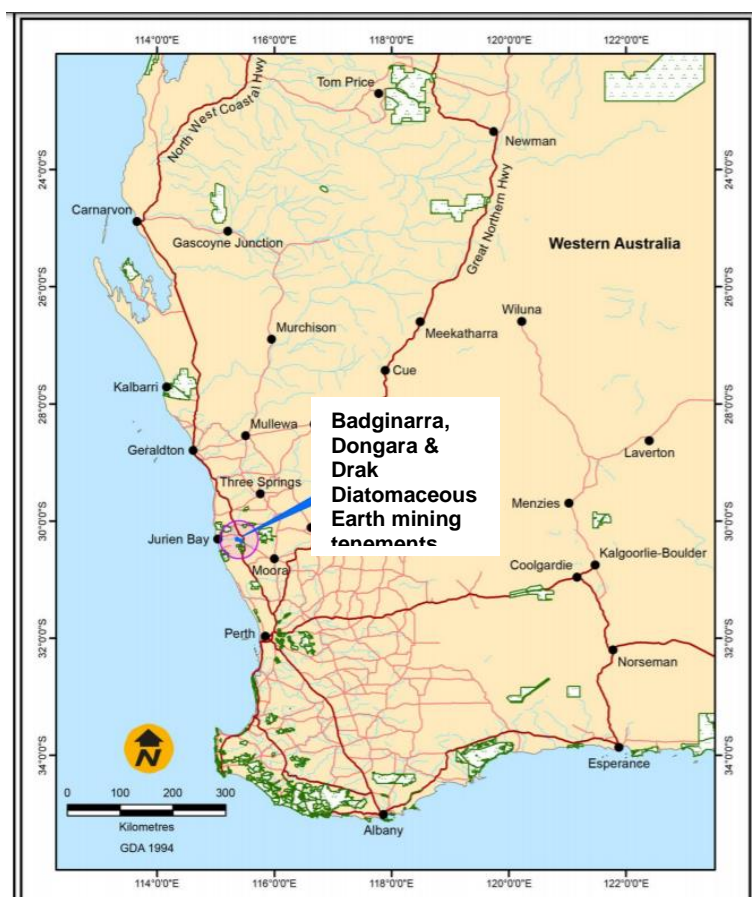 114°0'0"E
116°0'0"E
118°0'0"E
120°0'0"E
122°0'0"E
North West Coastal Hwy
Tom Price
Newman
24°0'0"S
24°0'0"S
Carnarvon
Gascoyne Junction
Great Northern Hwy
Western Australia
26°0'0"S
26°0'0"S
Wiluna
Murchison
Meekatharra
Kalbarri
Cue
28°0'0"S
28°0'0"S
Mullewa
Geraldton
Laverton
Three Springs
Badginarra,
Dongara &
Drak
Diatomaceous
Earth mining
tenements
Menzies
30°0'0"S
30°0'0"S
Jurien Bay
Moora
Coolgardie
Kalgoorlie-Boulder
Perth
32°0'0"S
32°0'0"S
Norseman
34°0'0"S
34°0'0"S
N
Esperance
0 100 200 300
Kilometres
GDA 1994
Albany
114°0'0"E
116°0'0"E
118°0'0"E
120°0'0"E
122°0'0"E